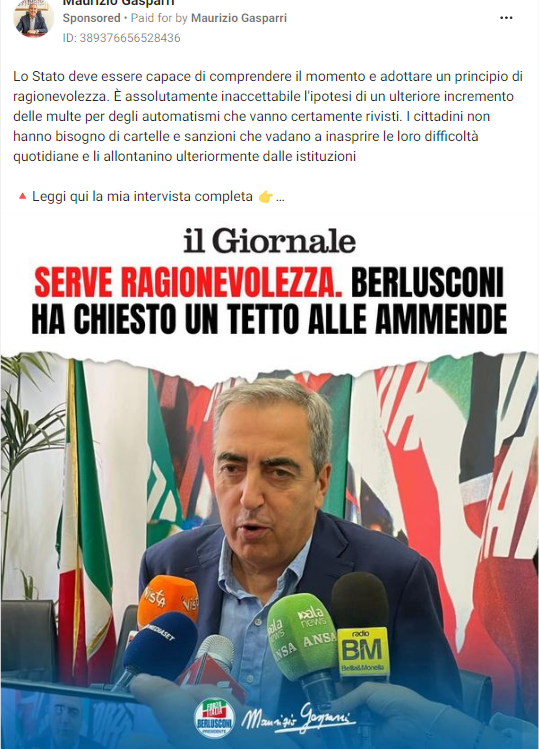 Maurizio Gasparri
Sponsored • Paid for by Maurizio Gasparri
ID: 389376656528436
Lo Stato deve essere capace di comprendere il momento e adottare un principio di
ragionevolezza. È assolutamente inaccettabile l'ipotesi di un ulteriore incremento
delle multe per degli automatismi che vanno certamente rivisti. I cittadini non
hanno bisogno di cartelle e sanzioni che vadano a inasprire le loro difficoltà
quotidiane e li allontanino ulteriormente dalle istituzioni
🔺 Leggi qui la mia intervista completa 👉 ...
il Giornale
SERVE RAGIONEVOLEZZA. BERLUSCONI
HA CHIESTO UN TETTO ALLE AMMENDE
VISTA
MEDIASET
lapala
news
ANSA
ANSA
radio
BM
Bella&Monella
FORZA
ITALIA
BERLUSCONI
PRESIDENTE
Maurizio Gasparri